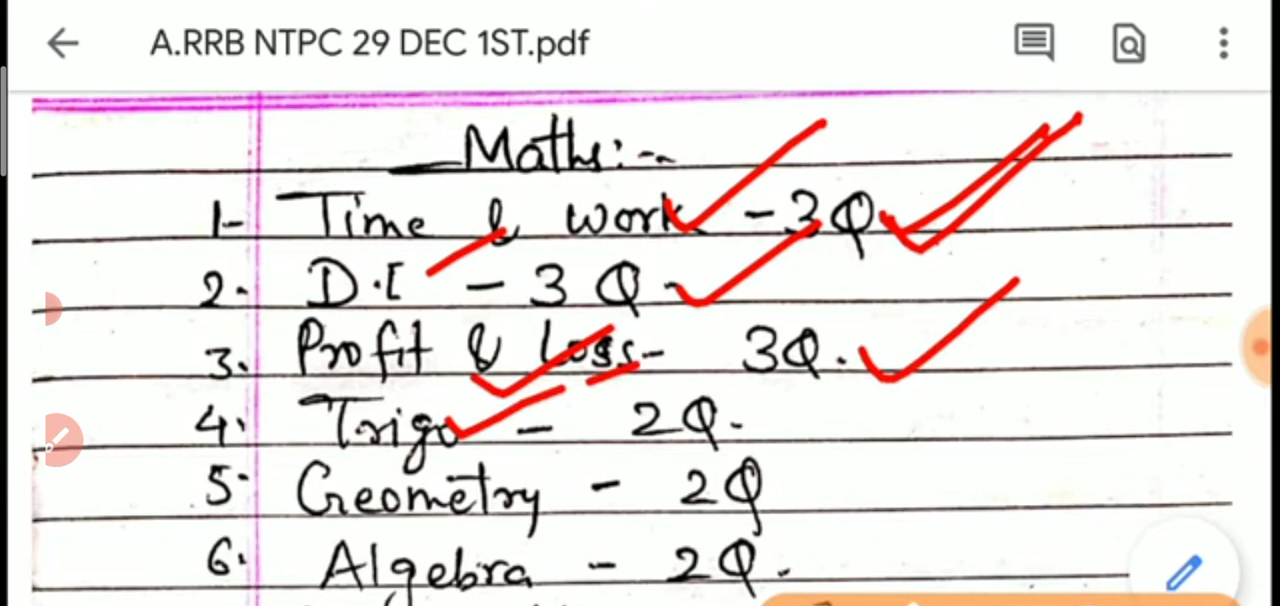 A.RRB NTPC 29 DEC 1ST.pdf
Maths:-
1- Time & work - 3Q
2. D.I - 3 Q -
3. Profit & Loss - 3Q.
4. Trigo - 2Q.
5. Geometry - 2Q
6. Algebra - 2Q.